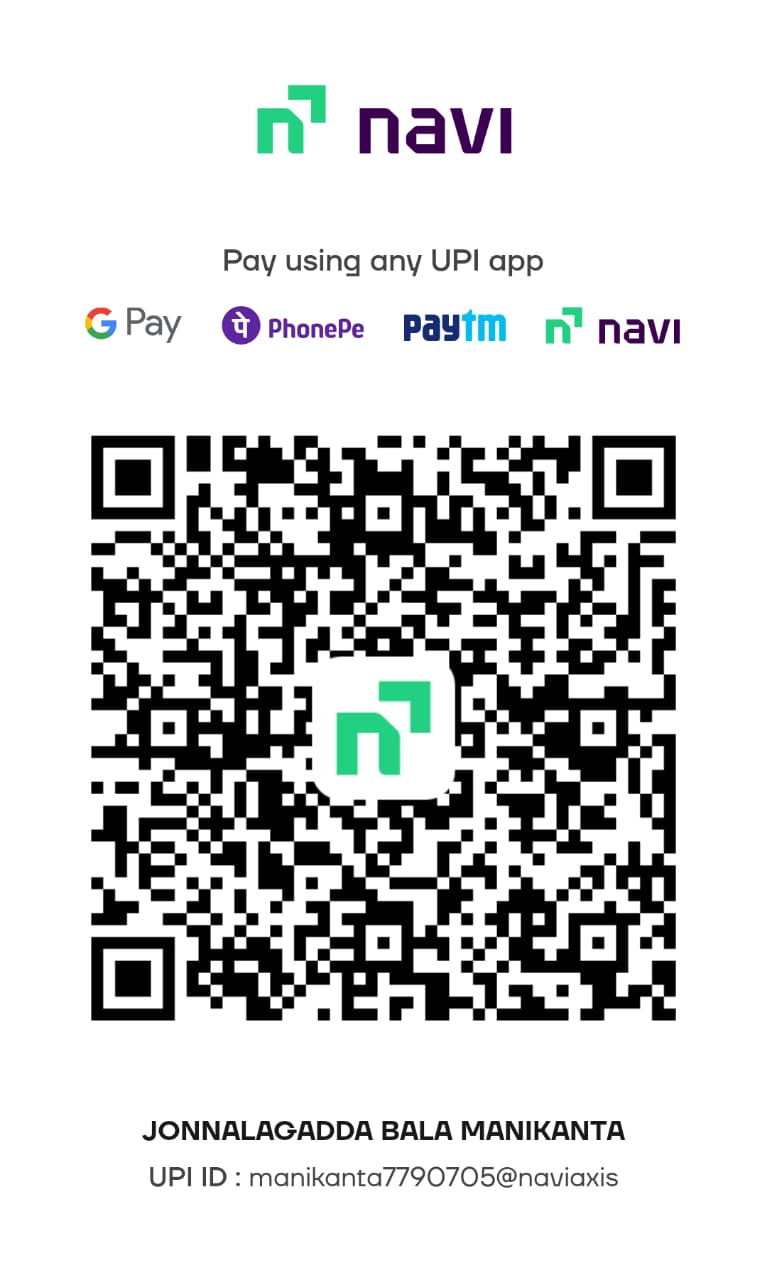 navi
Pay using any UPI app
G Pay
पे PhonePe
paytm
navi
JONNALAGADDA BALA MANIKANTA
UPI ID : manikanta7790705@naviaxis